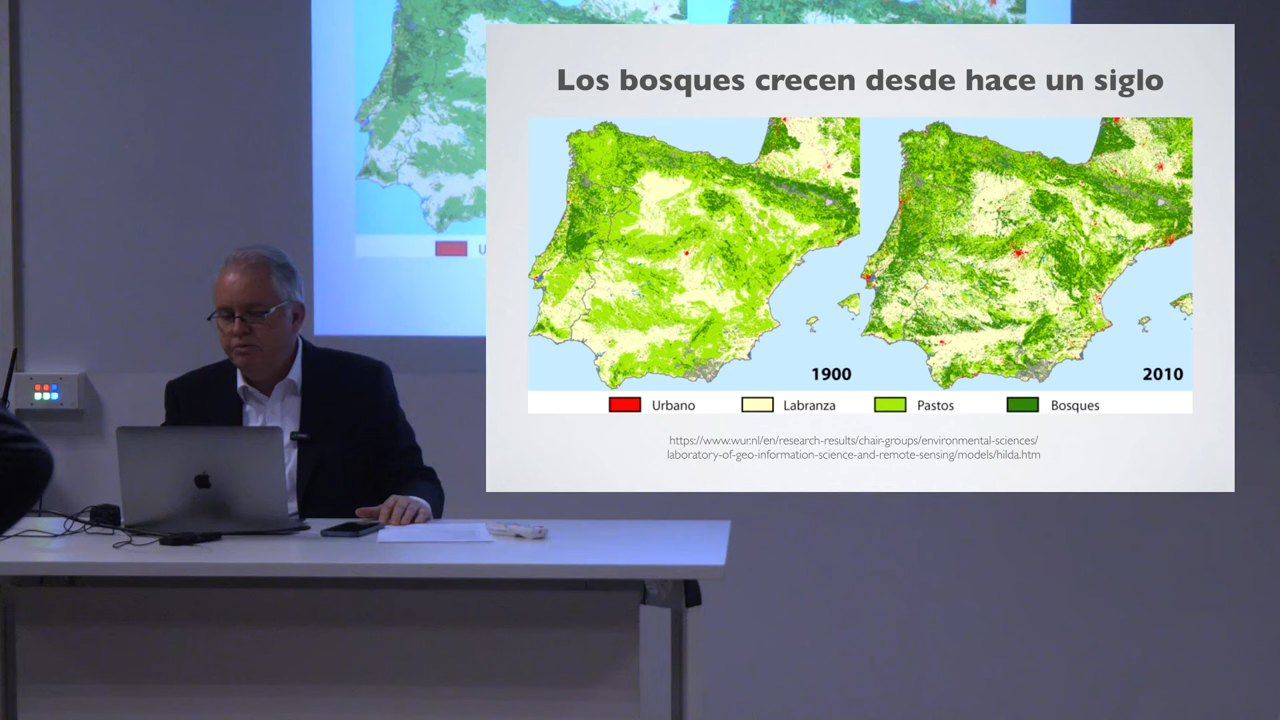 Los bosques crecen desde hace un siglo
1900
2010
Urbano
Labranza
Pastos
Bosques
https://www.wur.nl/en/research-results/chair-groups/environmental-sciences/
laboratory-of-geo-information-science-and-remote-sensing/models/hilda.htm
U